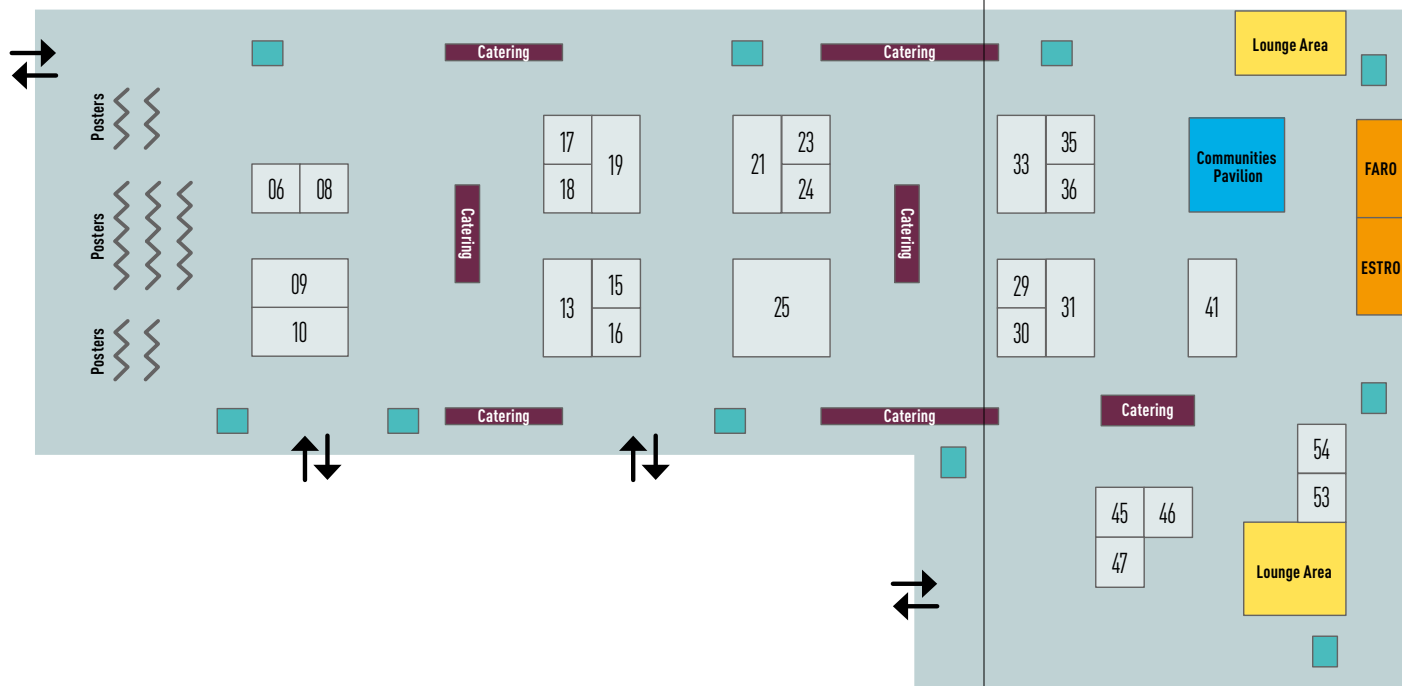 Catering
Catering
Lounge Area
Posters
17
19
18
21
23
24
33
35
36
Communities
Pavilion
FARO
06
08
Posters
Catering
Catering
ESTRO
09
10
13
15
16
25
29
30
31
41
Posters
Catering
Catering
Catering
54
53
45
46
47
Lounge Area